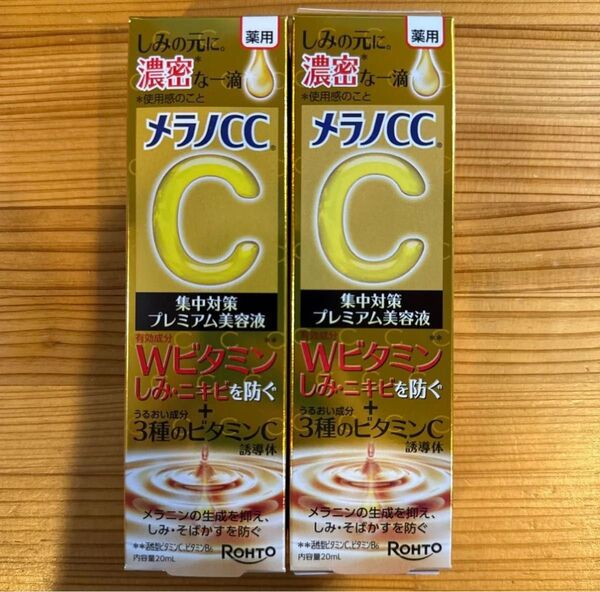 しみの元に。
薬用
濃密*な一滴
*使用感のこと
メラノCC®
C
集中対策
プレミアム美容液
有効成分
Wビタミン**
しみ・ニキビを防ぐ
+
うるおい成分
3種のビタミンC
誘導体
メラニンの生成を抑え、
しみ・そばかすを防ぐ
**活性型ビタミンC、ビタミンE
内容量20mL
ROHTO
しみの元に。
薬用
濃密*な一滴
*使用感のこと
メラノCC®
C
集中対策
プレミアム美容液
有効成分
Wビタミン**
しみ・ニキビを防ぐ
+
うるおい成分
3種のビタミンC
誘導体
メラニンの生成を抑え、
しみ・そばかすを防ぐ
**活性型ビタミンC、ビタミンE
内容量20mL
ROHTO